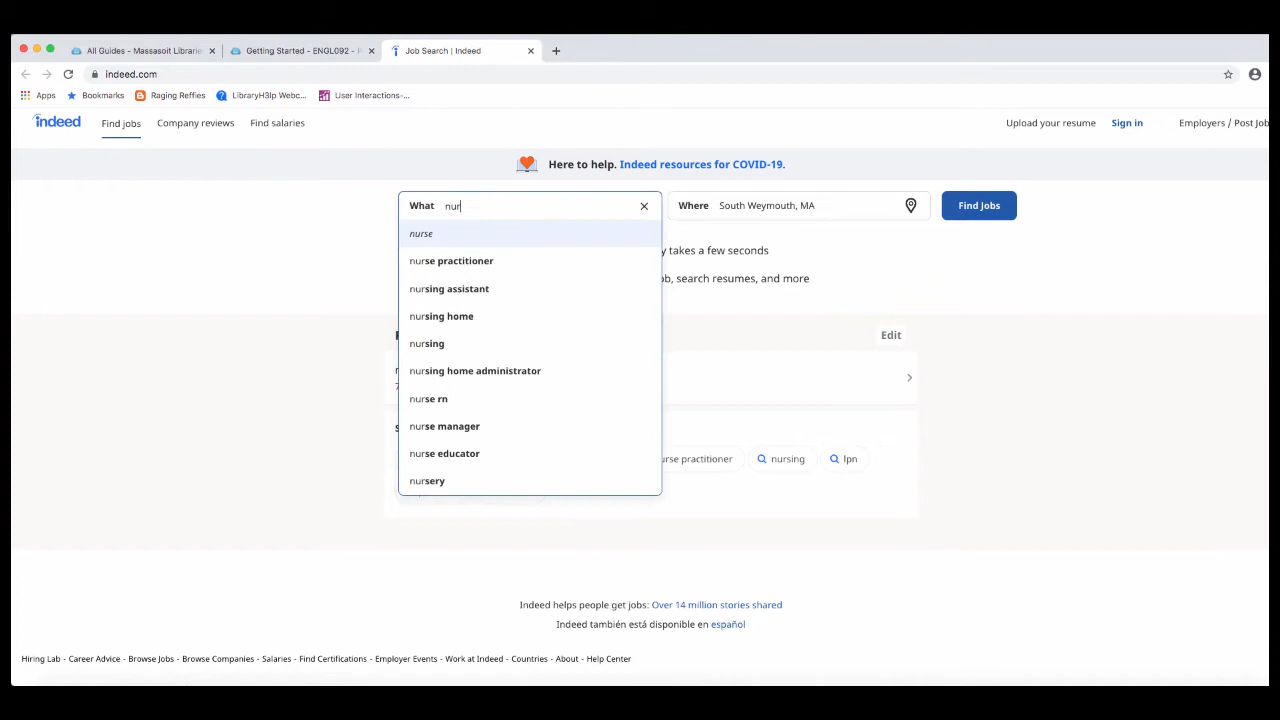 All Guides - Massasoit Librarie
Getting Started - ENGL092 -
Job Search | Indeed
indeed.com
Apps Bookmarks Raging Reffies LibraryH3lp Webc... User Interactions-...
indeed Find jobs Company reviews Find salaries Upload your resume Sign in Employers / Post Job
Here to help. Indeed resources for COVID-19.
What nur Where South Weymouth, MA Find Jobs
nurse
y takes a few seconds
nurse practitioner
ob, search resumes, and more
nursing assistant
nursing home
Edit
nursing
nursing home administrator
nurse rn
nurse manager
nurse educator
urse practitioner nursing lpn
nursery
Indeed helps people get jobs: Over 14 million stories shared
Indeed también está disponible en español
Hiring Lab - Career Advice - Browse Jobs - Browse Companies - Salaries - Find Certifications - Employer Events - Work at Indeed - Countries - About - Help Center